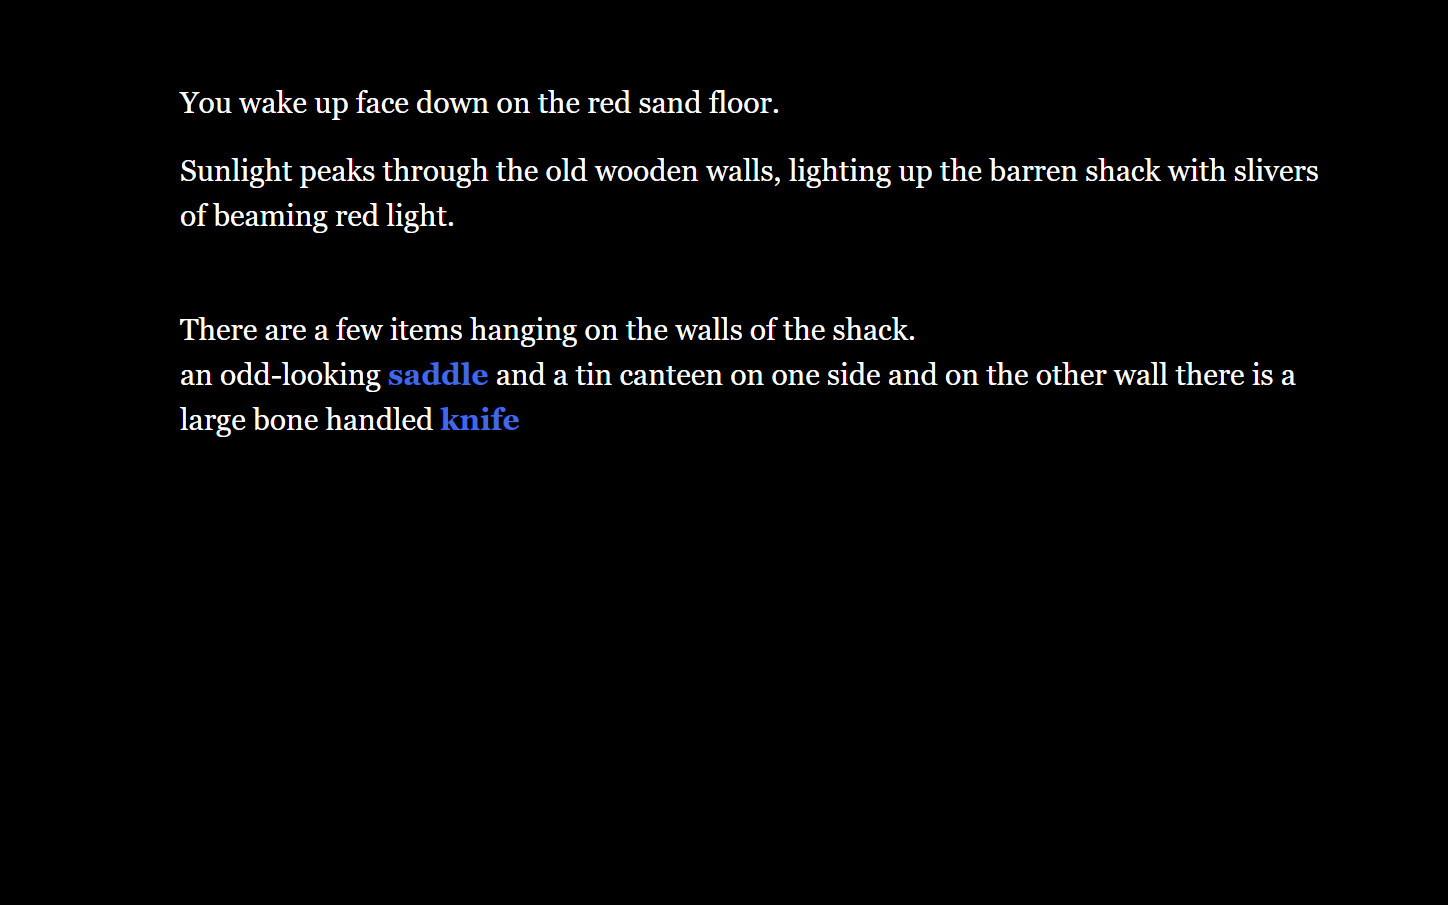 You wake up face down on the red sand floor.
Sunlight peaks through the old wooden walls, lighting up the barren shack with slivers
of beaming red light.
There are a few items hanging on the walls of the shack.
an odd-looking saddle and a tin canteen on one side and on the other wall there is a
large bone handled knife